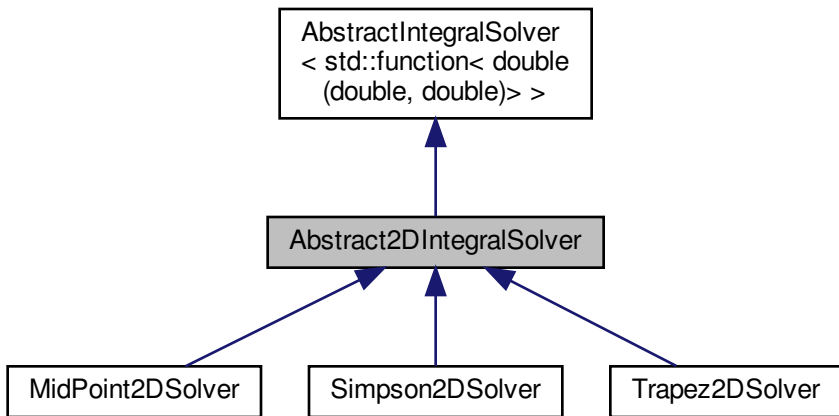 AbstractIntegralSolver
< std::function< double
(double, double)> >
Abstract2DIntegralSolver
MidPoint2DSolver
Simpson2DSolver
Trapez2DSolver